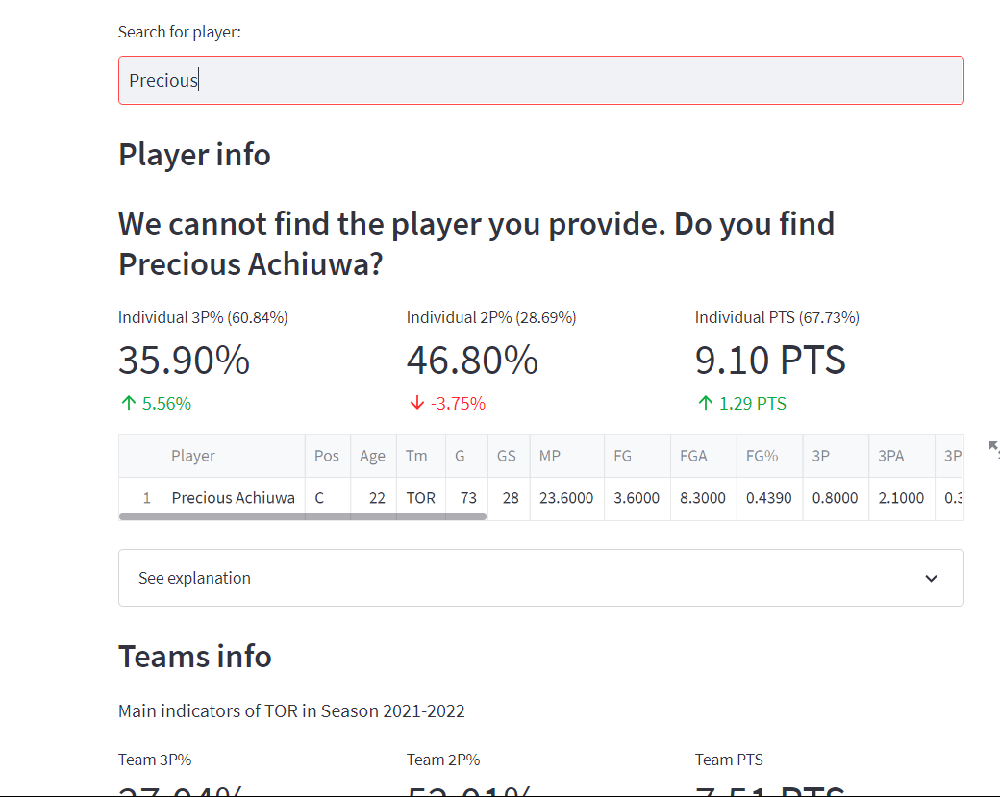 Search for player:
Precious
Player info
We cannot find the player you provide. Do you find
Precious Achiuwa?
Individual 3P% (60.84%) Individual 2P% (28.69%) Individual PTS (67.73%)
35.90% 46.80% 9.10 PTS
↑ 5.56% ↓ -3.75% ↑ 1.29 PTS
Player Pos Age Tm G GS MP FG FGA FG% 3P 3PA 3P
1 Precious Achiuwa C 22 TOR 73 28 23.6000 3.6000 8.3000 0.4390 0.8000 2.1000 0.3
See explanation
Teams info
Main indicators of TOR in Season 2021-2022
Team 3P% Team 2P% Team PTS